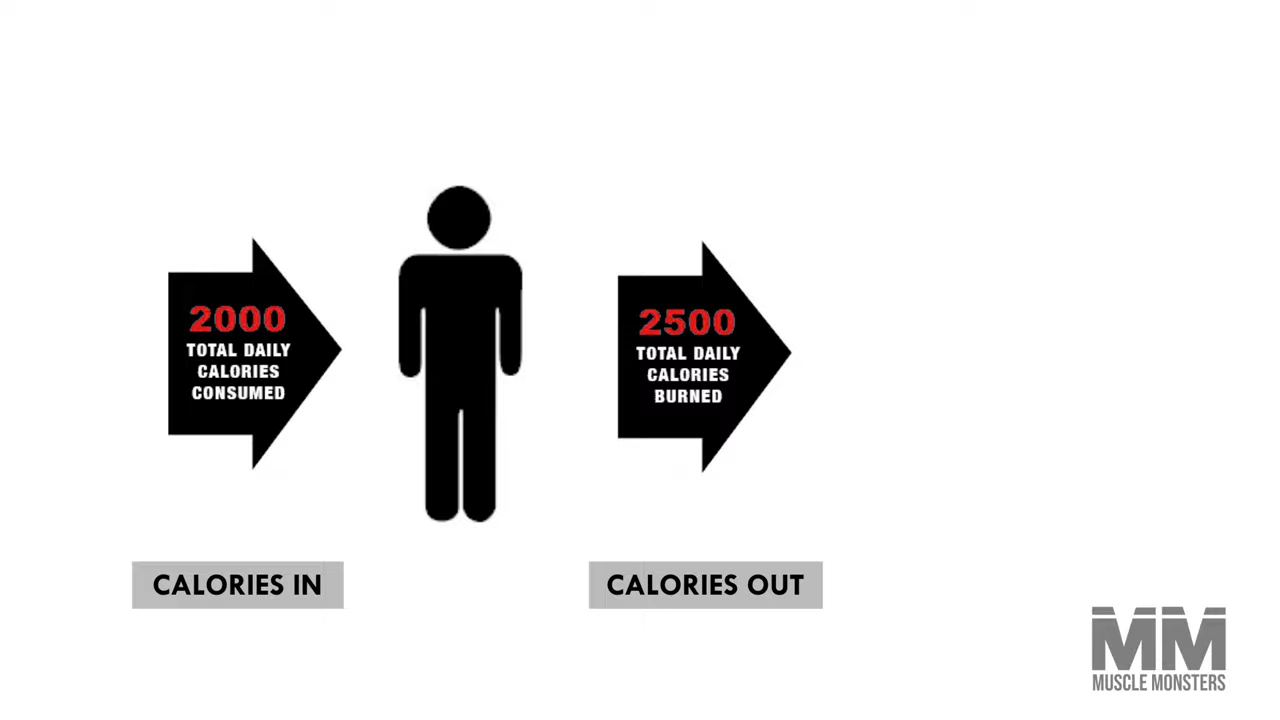 2000
TOTAL DAILY
CALORIES
CONSUMED
2500
TOTAL DAILY
CALORIES
BURNED
CALORIES IN
CALORIES OUT
MM
MUSCLE MONSTERS